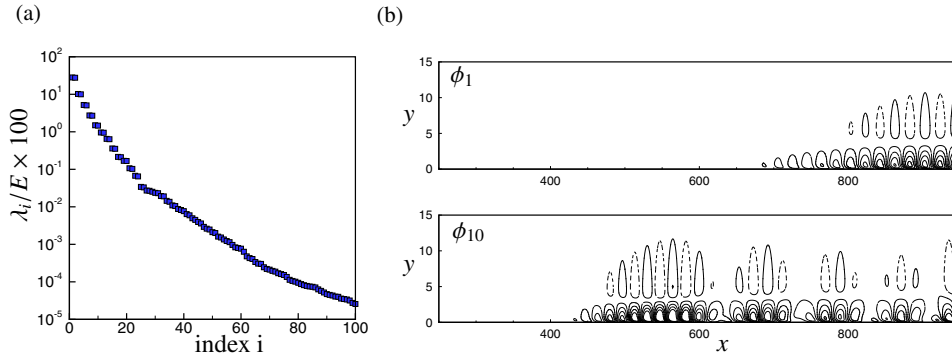 (a)
(b)
10²
10¹
10⁰
10⁻¹
10⁻²
10⁻³
10⁻⁴
10⁻⁵
λᵢ/E × 100
0 20 40 60 80 100
index i
15
10
5
0
y
ϕ₁
400 600 800
15
10
5
0
y
ϕ₁₀
400 600 800
x